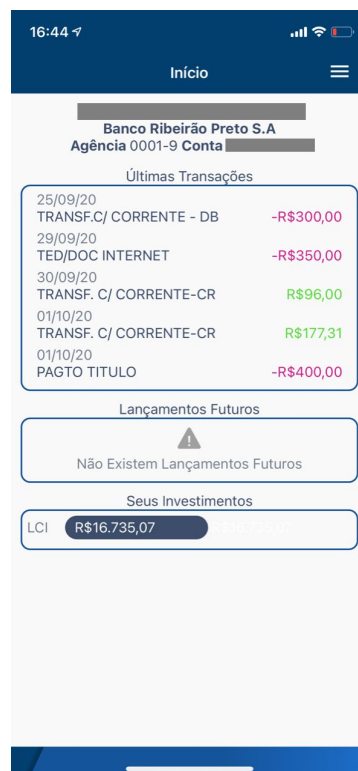 16:44
Início
Banco Ribeirão Preto S.A
Agência 0001-9 Conta
Últimas Transações
25/09/20
TRANSF.C/ CORRENTE - DB -R$300,00
29/09/20
TED/DOC INTERNET -R$350,00
30/09/20
TRANSF. C/ CORRENTE-CR R$96,00
01/10/20
TRANSF. C/ CORRENTE-CR R$177,31
01/10/20
PAGTO TITULO -R$400,00
Lançamentos Futuros
Não Existem Lançamentos Futuros
Seus Investimentos
LCI R$16.735,07 R$16.735,07